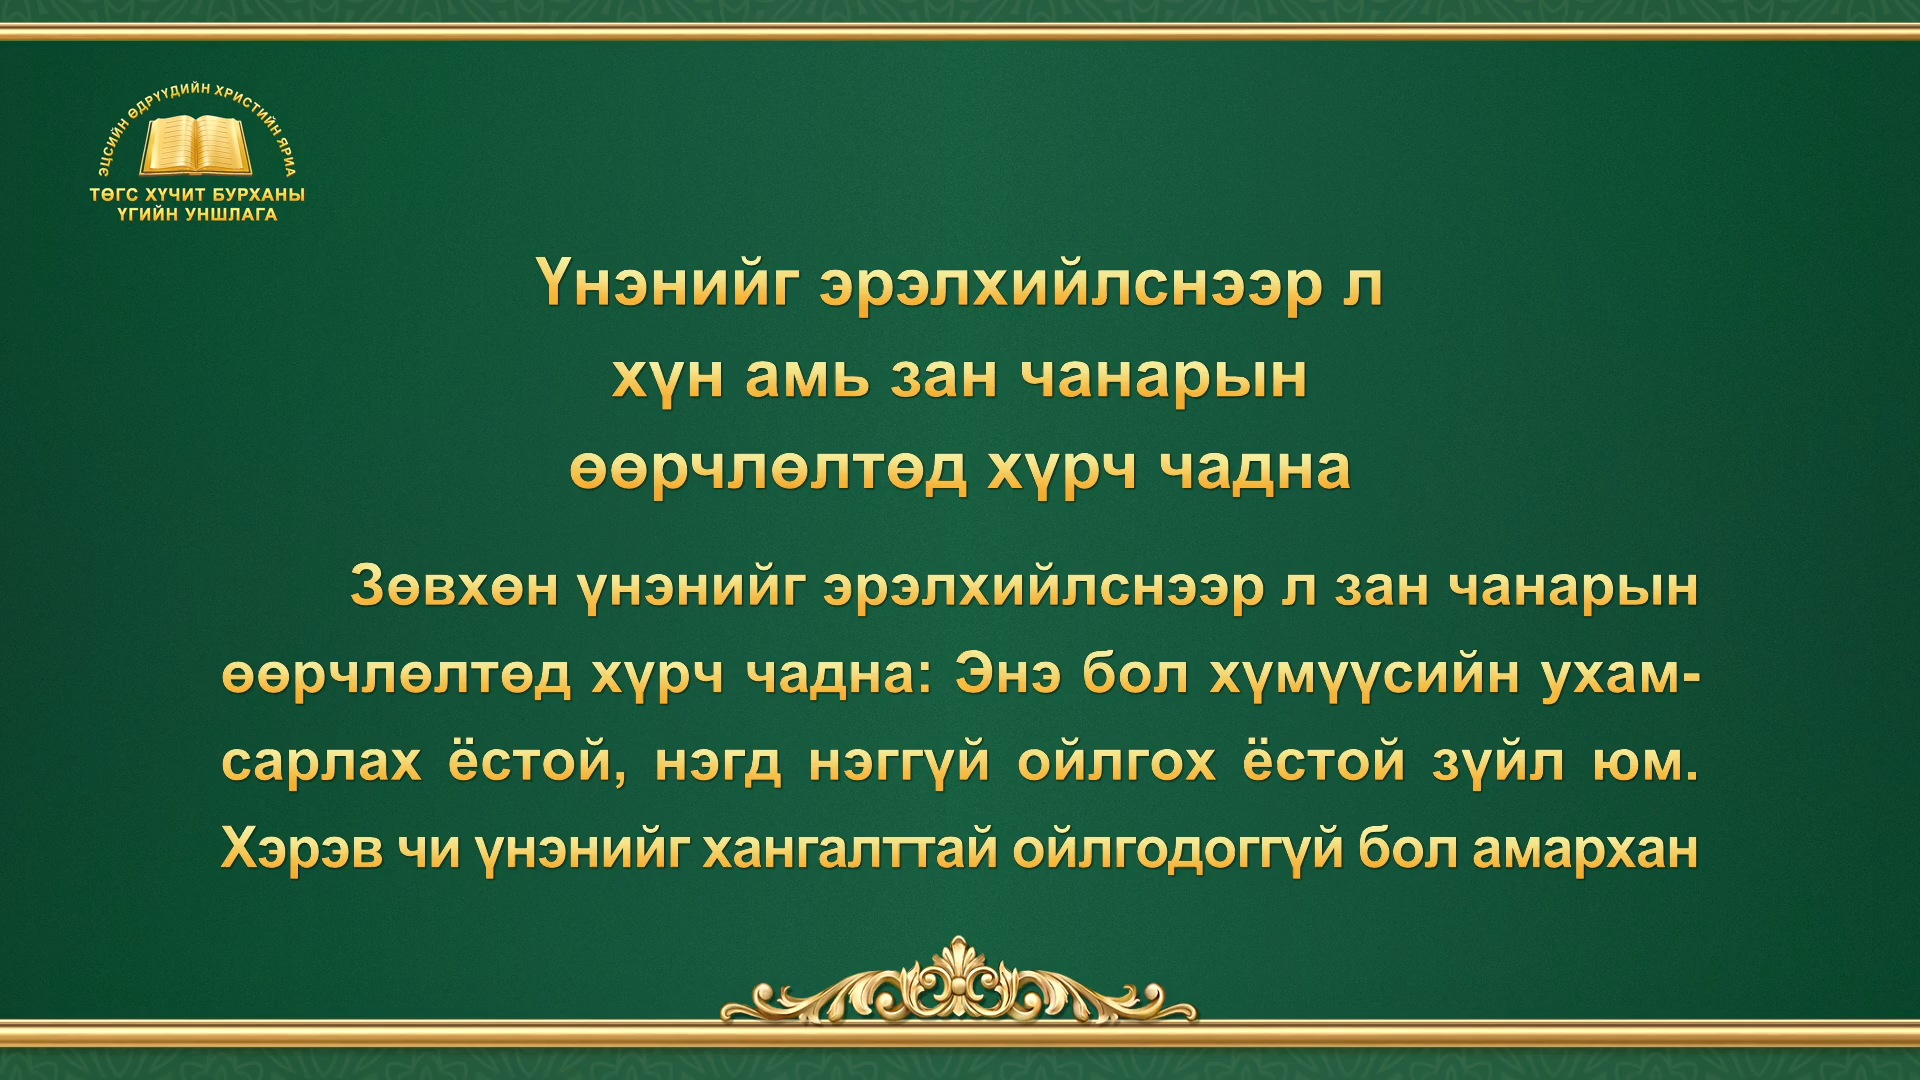 ЭЦСИЙН ӨДРҮҮДИЙН ХРИСТИЙН ЯРИА
ТӨГС ХҮЧИТ БУРХАНЫ
ҮГИЙН УНШЛАГА
Үнэнийг эрэлхийлснээр л
хүн амь зан чанарын
өөрчлөлтөд хүрч чадна
Зөвхөн үнэнийг эрэлхийлснээр л зан чанарын
өөрчлөлтөд хүрч чадна: Энэ бол хүмүүсийн ухам-
сарлах ёстой, нэгд нэггүй ойлгох ёстой зүйл юм.
Хэрэв чи үнэнийг хангалттай ойлгодоггүй бол амархан